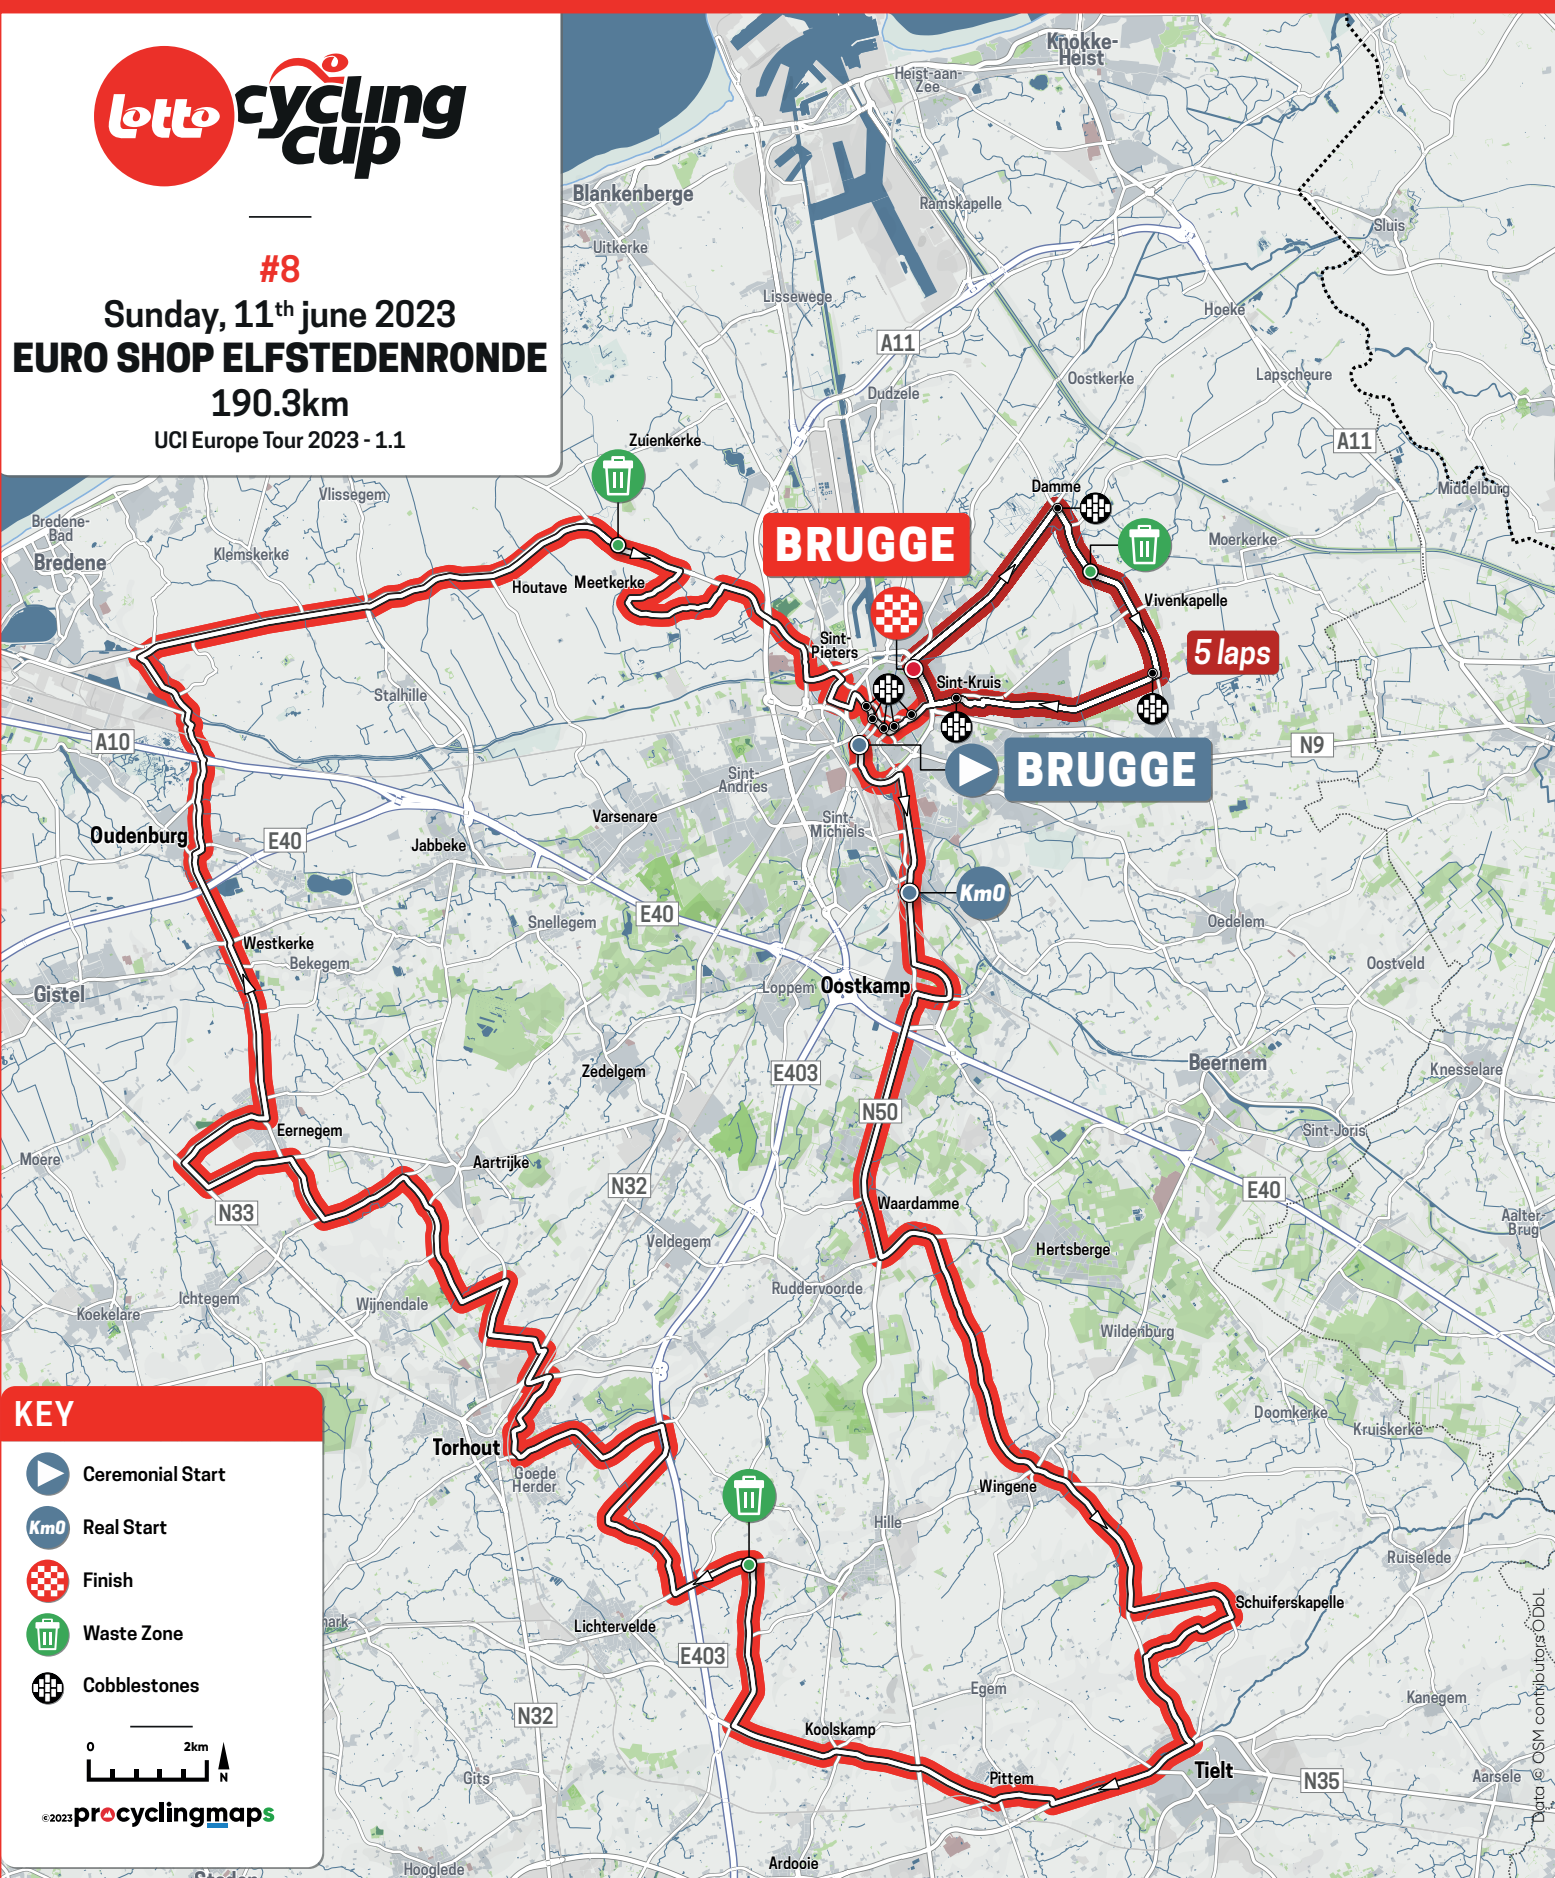 lotto cycling cup
#8
Sunday, 11th june 2023
EURO SHOP ELFSTEDENRONDE
190.3km
UCI Europe Tour 2023 - 1.1
Knokke-
Heist
Heist-aan-
Zee
Blankenberge
Ramskapelle
Sluis
Uitkerke
Lissewege
Hoeke
A11
Oostkerke
Lapscheure
Dudzele
Zuienkerke
A11
Vlissegem
Damme
Middelburg
Bredene-
Bad
Bredene
Klemskerke
BRUGGE
Moerkerke
Houtave
Meetkerke
Vivenkapelle
Sint-
Pieters
5 laps
Sint-Kruis
Stalhille
A10
N9
BRUGGE
Sint-
Andries
Varsenare
Sint-
Michiels
Oudenburg
E40
Jabbeke
Km0
E40
Snellegem
Oedelem
Westkerke
Bekegem
Oostveld
Gistel
Loppem
Oostkamp
Zedelgem
E403
Beernem
Knesselare
N50
Eernegem
Sint-Joris
Moere
Aartrijke
N32
E40
N33
Waardamme
Aalter-
Brug
Veldegem
Hertsberge
Ruddervoorde
Ichtegem
Wijnendale
Koekelare
Wildenburg
KEY
Ceremonial Start
Km0
Real Start
Finish
Waste Zone
Cobblestones
0
2km
N
©2023 procyclingmaps
Doomkerke
Kruiskerke
Torhout
Goede
Herder
Wingene
Hille
Ruiselede
Schuiferskapelle
mark
Lichtervelde
E403
Egem
Kanegem
N32
Koolskamp
Tielt
Pittem
N35
Aarsele
Gits
Ardooie
Hooglede
Staden
Data © OSM contributors ODbL